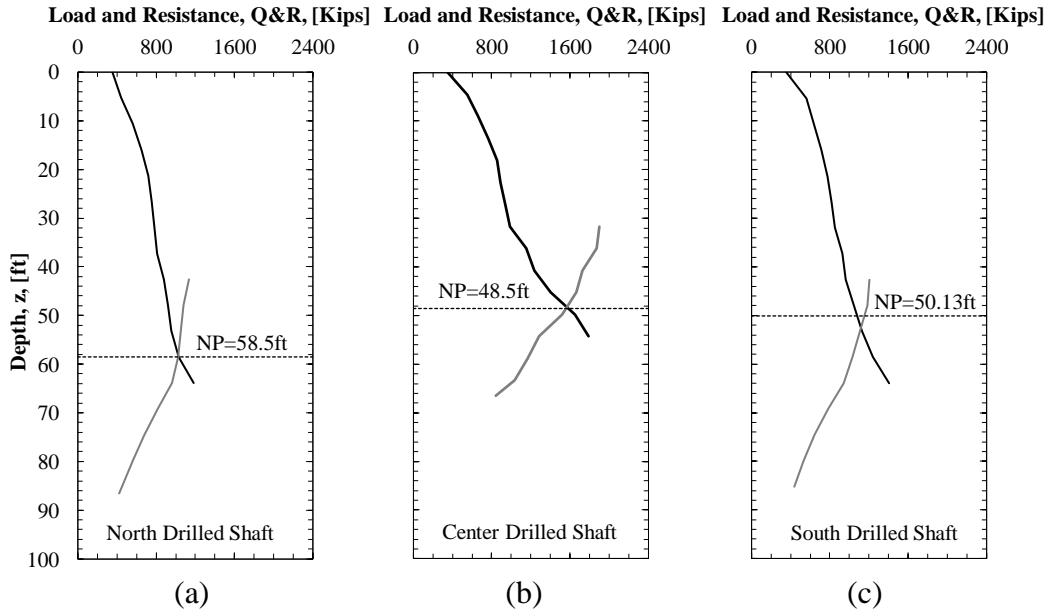 Load and Resistance, Q&R, [Kips] Load and Resistance, Q&R, [Kips] Load and Resistance, Q&R, [Kips]
0 800 1600 2400 0 800 1600 2400 0 800 1600 2400
0
10
20
30
40
50
60
70
80
90
100
Depth, z, [ft]
NP=58.5ft
North Drilled Shaft
(a)
NP=48.5ft
Center Drilled Shaft
(b)
NP=50.13ft
South Drilled Shaft
(c)